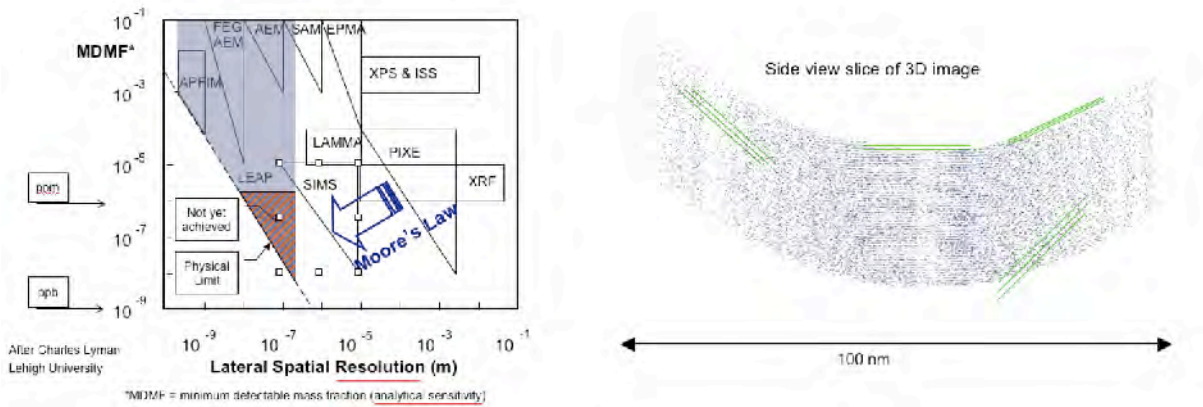 MDMF*
10^-1
10^-3
10^-5
10^-7
10^-9
FEG
AEM
AEM
SAM
EPMA
APFIM
XPS & ISS
LAMMA
PIXE
XRF
LEAP
SIMS
Moore's Law
Not yet
achieved
Physical
Limit
ppm
ppb
10^-9
10^-7
10^-5
10^-3
10^-1
Lateral Spatial Resolution (m)
After Charles Lyman
Lehigh University
*MDMF = minimum detectable mass fraction (analytical sensitivity)
Side view slice of 3D image
100 nm